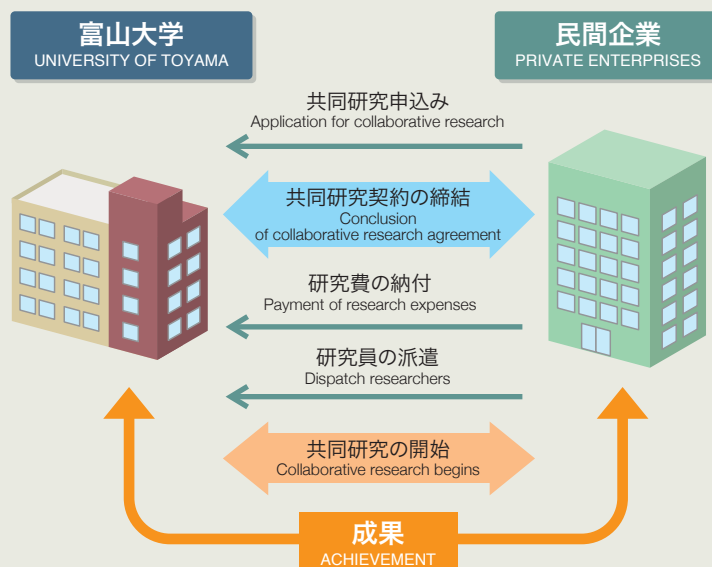 富山大学
UNIVERSITY OF TOYAMA
民間企業
PRIVATE ENTERPRISES
共同研究申込み
Application for collaborative research
共同研究契約の締結
Conclusion
of collaborative research agreement
研究費の納付
Payment of research expenses
研究員の派遣
Dispatch researchers
共同研究の開始
Collaborative research begins
成果
ACHIEVEMENT